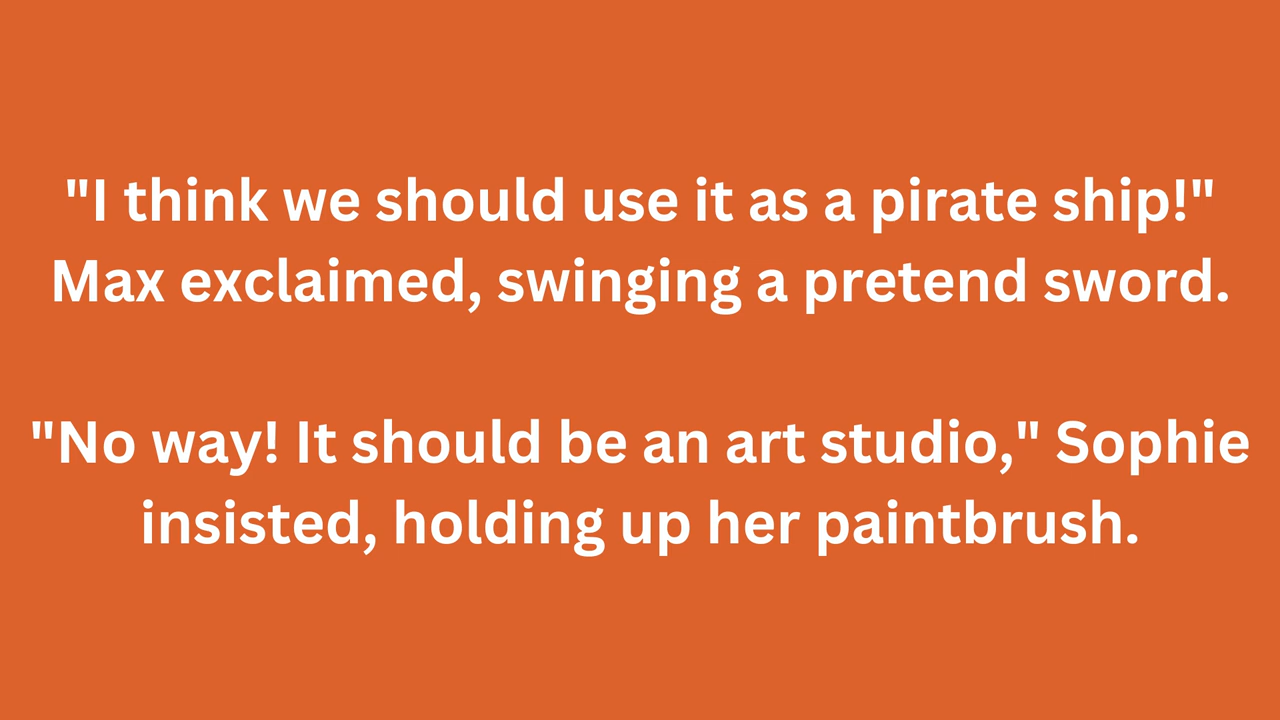 "I think we should use it as a pirate ship!"
Max exclaimed, swinging a pretend sword.
"No way! It should be an art studio," Sophie
insisted, holding up her paintbrush.